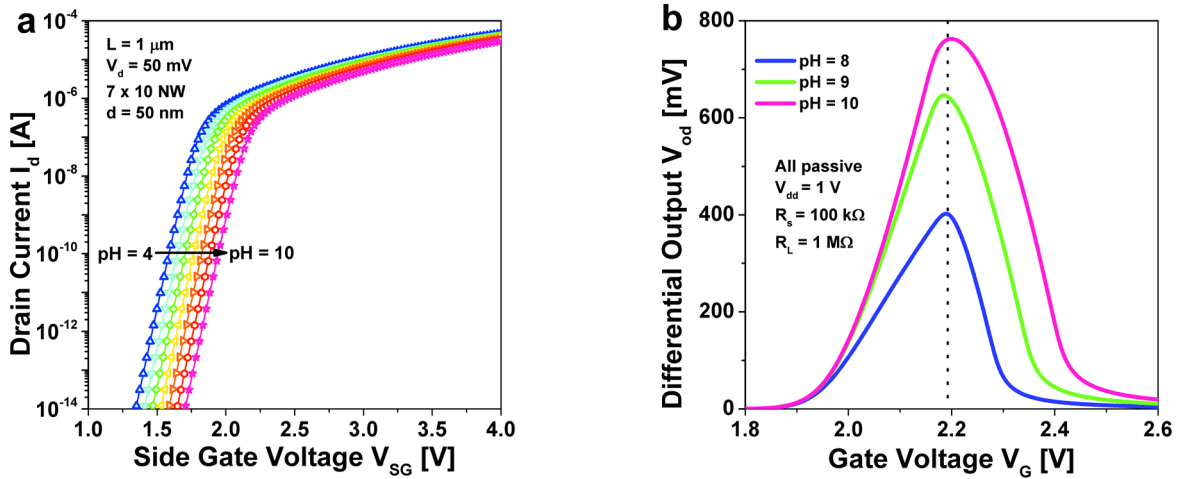 a
L = 1 μm
V_d = 50 mV
7 x 10 NW
d = 50 nm
pH = 4
pH = 10
Drain Current I_d [A]
10^-4
10^-6
10^-8
10^-10
10^-12
10^-14
1.0 1.5 2.0 2.5 3.0 3.5 4.0
Side Gate Voltage V_SG [V]
b
pH = 8
pH = 9
pH = 10
All passive
V_dd = 1 V
R_s = 100 kΩ
R_L = 1 MΩ
Differential Output V_od [mV]
800
600
400
200
0
1.8 2.0 2.2 2.4 2.6
Gate Voltage V_G [V]